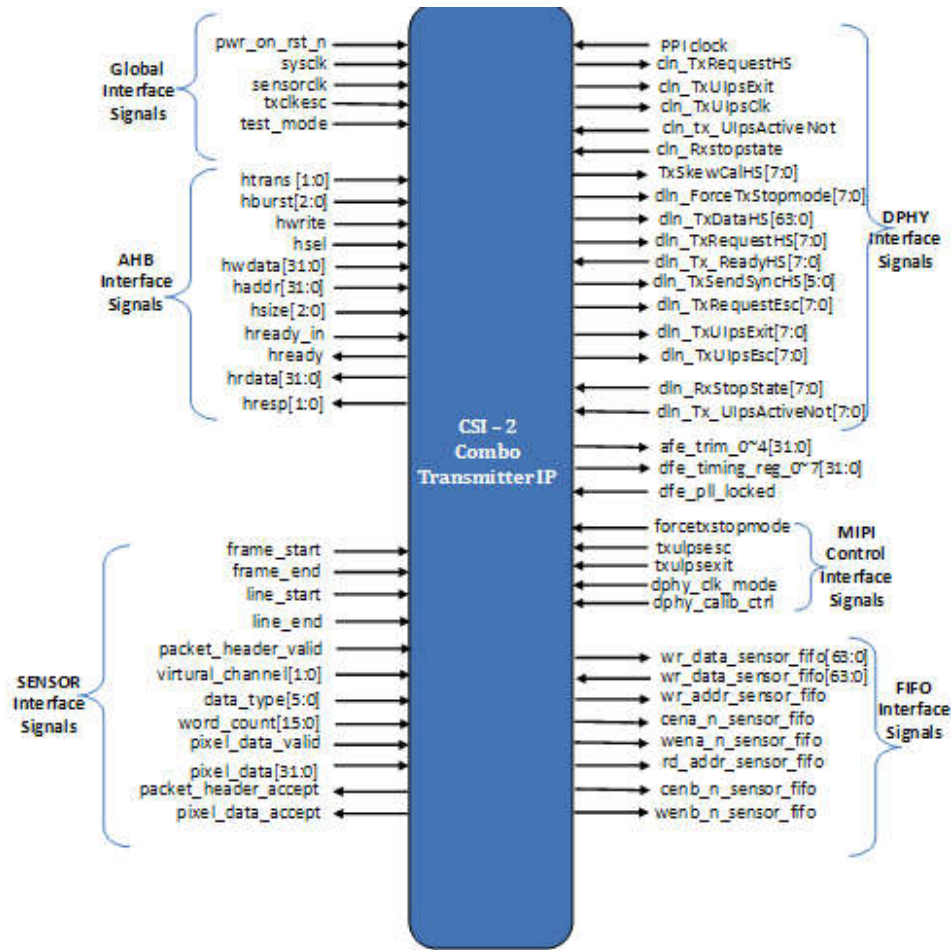 Global
Interface
Signals
pwr_on_rst_n
sysclk
sensorclk
txclkesc
test_mode
AHB
Interface
Signals
htrans [1:0]
hburst[2:0]
hwrite
hsel
hwdata[31:0]
haddr[31:0]
hsize[2:0]
hready_in
hready
hrdata[31:0]
hresp[1:0]
SENSOR
Interface
Signals
frame_start
frame_end
line_start
line_end
packet_header_valid
virtural_channel[1:0]
data_type[5:0]
word_count[15:0]
pixel_data_valid
pixel_data[31:0]
packet_header_accept
pixel_data_accept
CSI – 2
Combo
Transmitter IP
PPI clock
cln_TxRequestHS
cln_TxUlpsExit
cln_TxUlpsClk
cln_tx_UlpsActiveNot
cln_Rxstopstate
TxSkewCalHS[7:0]
dln_ForceTxStopmode[7:0]
dln_TxDataHS[63:0]
dln_TxRequestHS[7:0]
dln_Tx_ReadyHS[7:0]
dln_TxSendSyncHS[5:0]
dln_TxRequestEsc[7:0]
dln_TxUlpsExit[7:0]
dln_TxUlpsEsc[7:0]
dln_RxStopState[7:0]
dln_Tx_UlpsActiveNot[7:0]
DPHY
Interface
Signals
afe_trim_0~4[31:0]
dfe_timing_reg_0~7[31:0]
dfe_pll_locked
forcetxstopmode
txulpsesc
txulpsexit
dphy_clk_mode
dphy_calib_ctrl
MIPI
Control
Interface
Signals
wr_data_sensor_fifo[63:0]
wr_data_sensor_fifo[63:0]
wr_addr_sensor_fifo
cena_n_sensor_fifo
wena_n_sensor_fifo
rd_addr_sensor_fifo
cenb_n_sensor_fifo
wenb_n_sensor_fifo
FIFO
Interface
Signals